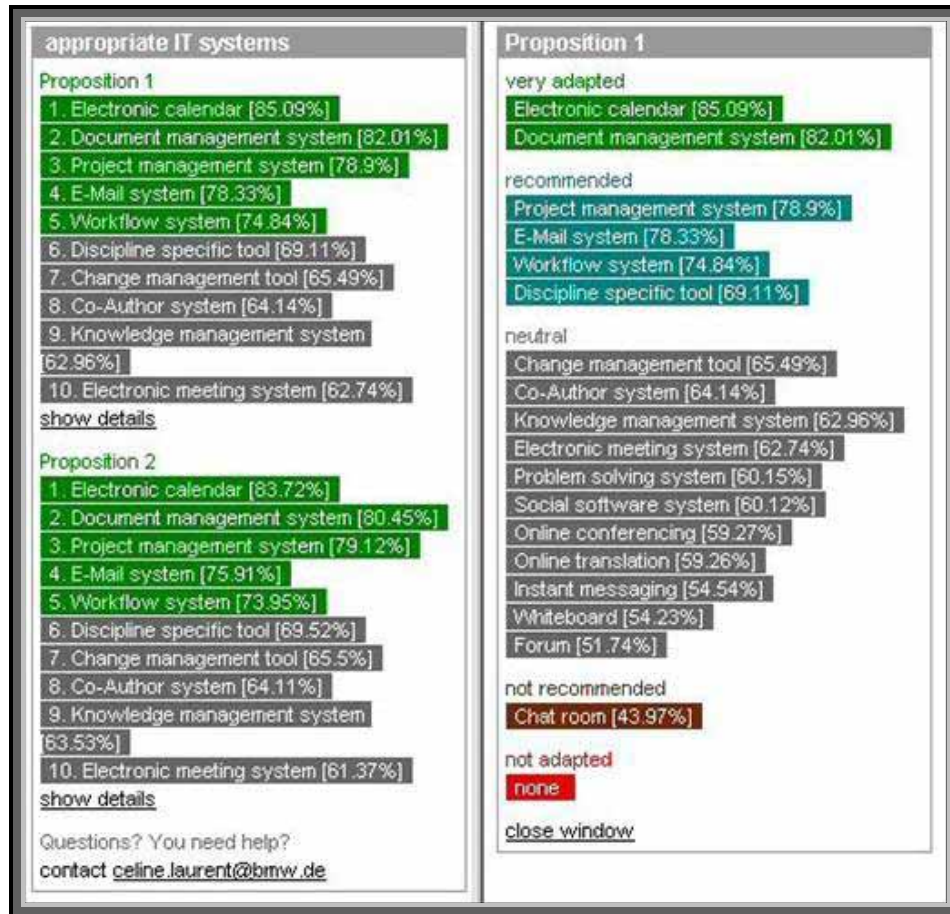 appropriate IT systems
Proposition 1
1. Electronic calendar [85.09%]
2. Document management system [82.01%]
3. Project management system [78.9%]
4. E-Mail system [78.33%]
5. Workflow system [74.84%]
6. Discipline specific tool [69.11%]
7. Change management tool [65.49%]
8. Co-Author system [64.14%]
9. Knowledge management system
[62.96%]
10. Electronic meeting system [62.74%]
show details
Proposition 2
1. Electronic calendar [83.72%]
2. Document management system [80.45%]
3. Project management system [79.12%]
4. E-Mail system [75.91%]
5. Workflow system [73.95%]
6. Discipline specific tool [69.52%]
7. Change management tool [65.5%]
8. Co-Author system [64.11%]
9. Knowledge management system
[63.53%]
10. Electronic meeting system [61.37%]
show details
Questions? You need help?
contact celine.laurent@bmw.de
Proposition 1
very adapted
Electronic calendar [85.09%]
Document management system [82.01%]
recommended
Project management system [78.9%]
E-Mail system [78.33%]
Workflow system [74.84%]
Discipline specific tool [69.11%]
neutral
Change management tool [65.49%]
Co-Author system [64.14%]
Knowledge management system [62.96%]
Electronic meeting system [62.74%]
Problem solving system [60.15%]
Social software system [60.12%]
Online conferencing [59.27%]
Online translation [59.26%]
Instant messaging [54.54%]
Whiteboard [54.23%]
Forum [51.74%]
not recommended
Chat room [43.97%]
not adapted
none
close window